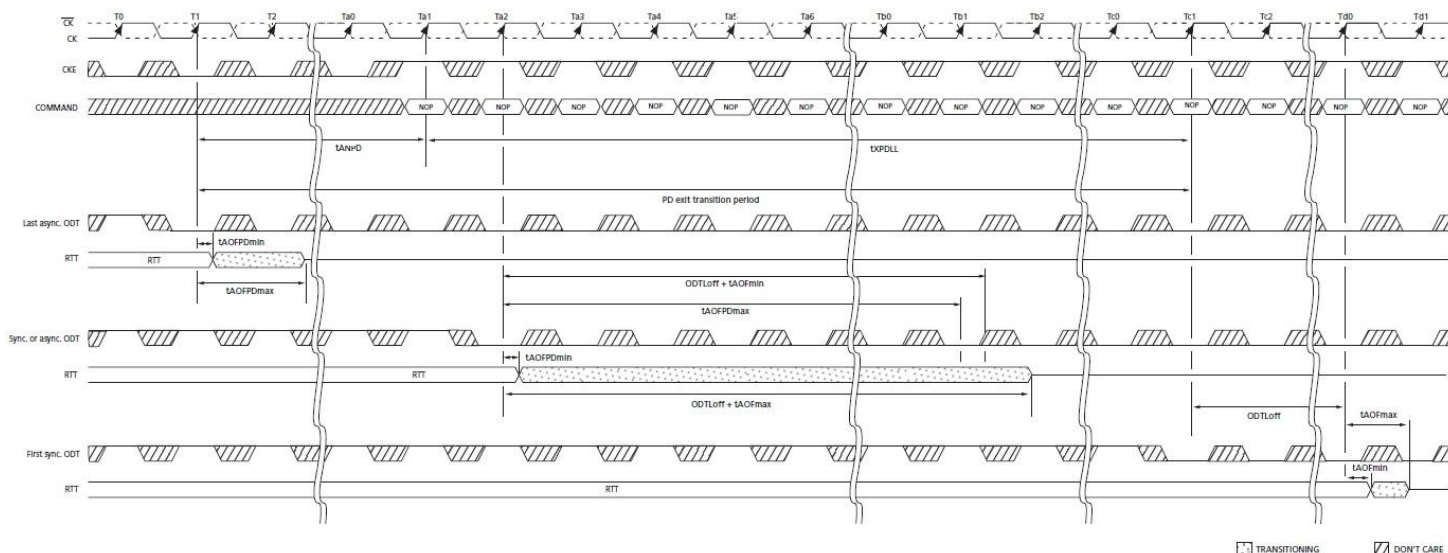 CK T0 T1 T2 Ta0 Ta1 Ta2 Ta3 Ta4 Ta5 Ta6 Tb0 Tb1 Tb2 Tc0 Tc1 Tc2 Td0 Td1
CK
CKE
COMMAND NOP NOP NOP NOP NOP NOP NOP NOP NOP NOP NOP NOP NOP NOP
tANPD tXPDLL
PD exit transition period
Last async. ODT
tAOFPDmin
RTT RTT
ODTLoff + tAOFmin
tAOFPDmax
tAOFPDmax
Sync. or async. ODT
tAOFPDmin
RTT RTT
ODTLoff + tAOFmax
ODTLoff tAOFmax
First sync. ODT
tAOFmin
RTT RTT
TRANSITIONING DON'T CARE